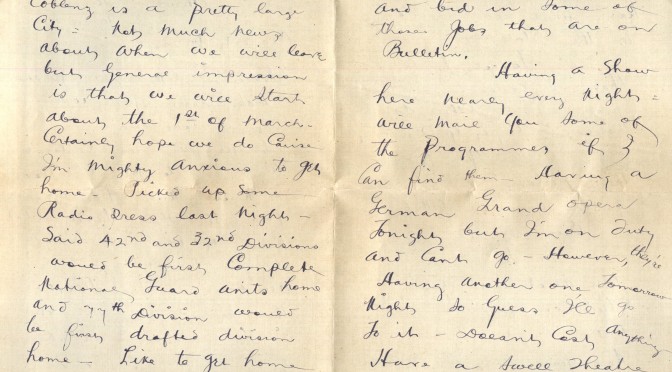 Coblenz is a pretty large
City = Not much news
about when we will leave
but General impression
is that we will start
about the 1st of March -
Certainly hope we do Cause
I'm Mighty Anxious to get
home - Picked up some
Radio Press last Night -
Said 42nd and 32nd Divisions
would be first Complete
National Guard units home
and 77th Division would
be first drafted division
home - Like to get home
and bid in Some of
those Jobs that are on
Bulletin.
Having a Show
here nearly every Night =
will Mail You Some of
the Programmes if I
Can find them - Having a
German Grand opera
Tonight but I'm on Duty
and Can't go - However, they're
Having another one Tomorrow
Night So Guess I'll go
To it - Doesn't Cost Anything
Have a Swell Theatre